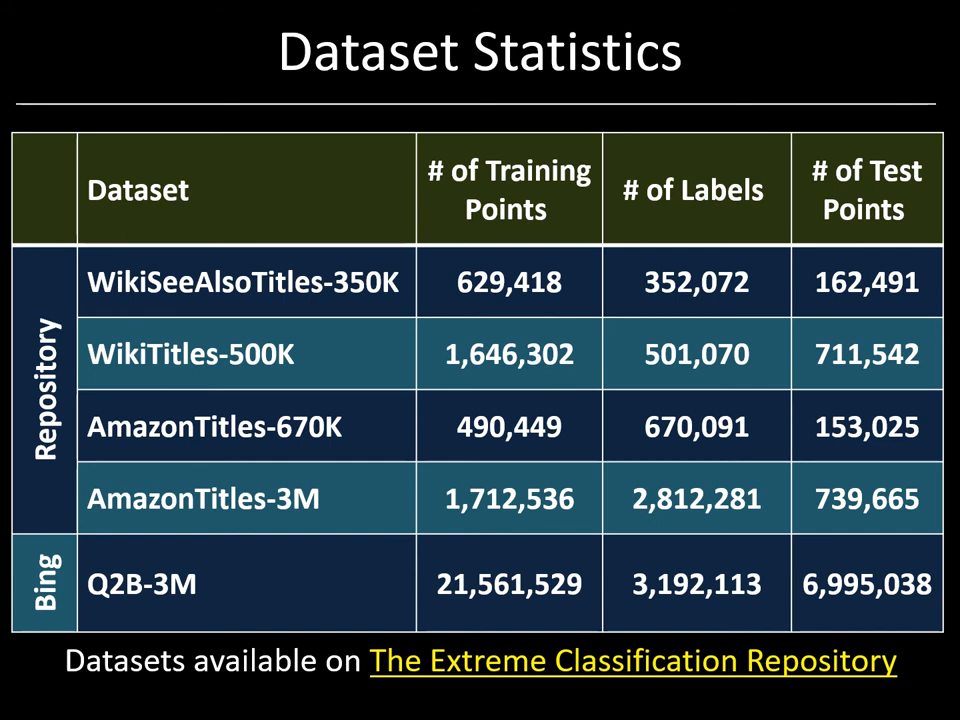 Dataset Statistics
Dataset
# of Training Points
# of Labels
# of Test Points
Repository
WikiSeeAlsoTitles-350K 629,418 352,072 162,491
WikiTitles-500K 1,646,302 501,070 711,542
AmazonTitles-670K 490,449 670,091 153,025
AmazonTitles-3M 1,712,536 2,812,281 739,665
Bing
Q2B-3M 21,561,529 3,192,113 6,995,038
Datasets available on The Extreme Classification Repository